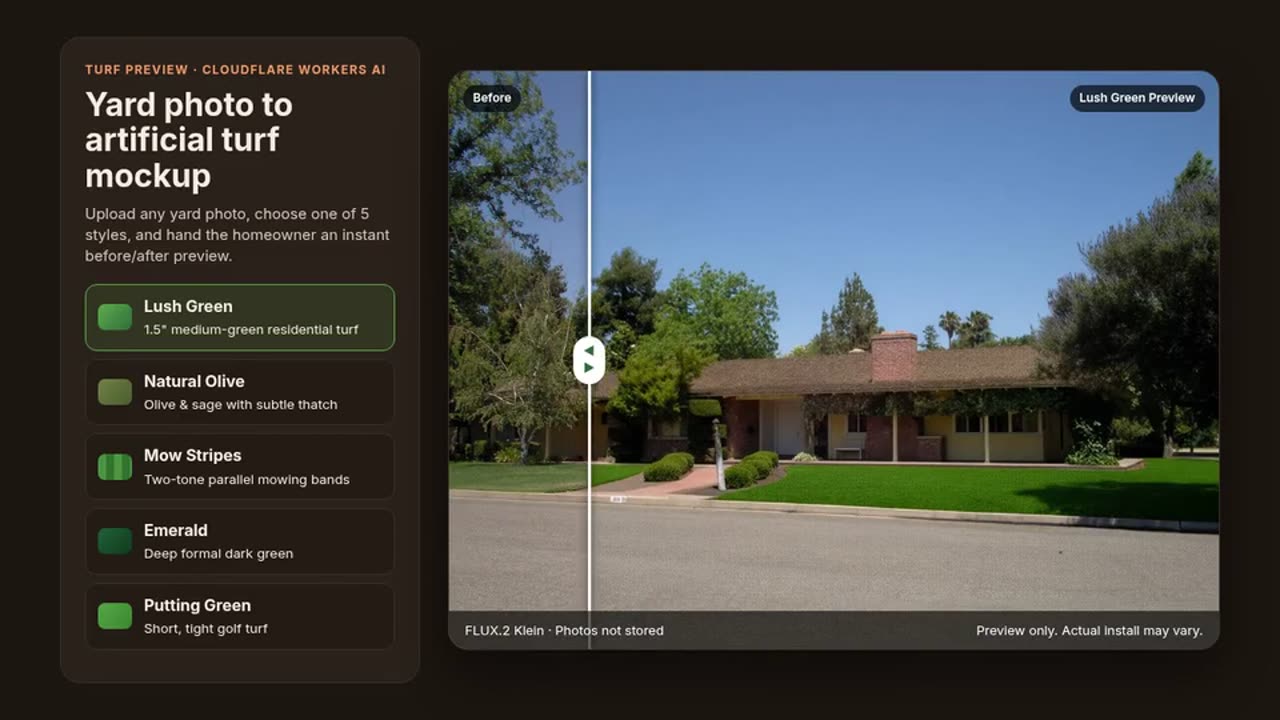 TURF PREVIEW · CLOUDFLARE WORKERS AI
Yard photo to
artificial turf
mockup
Upload any yard photo, choose one of 5
styles, and hand the homeowner an instant
before/after preview.
Lush Green
1.5" medium-green residential turf
Natural Olive
Olive & sage with subtle thatch
Mow Stripes
Two-tone parallel mowing bands
Emerald
Deep formal dark green
Putting Green
Short, tight golf turf
Before
Lush Green Preview
FLUX.2 Klein · Photos not stored
Preview only. Actual install may vary.